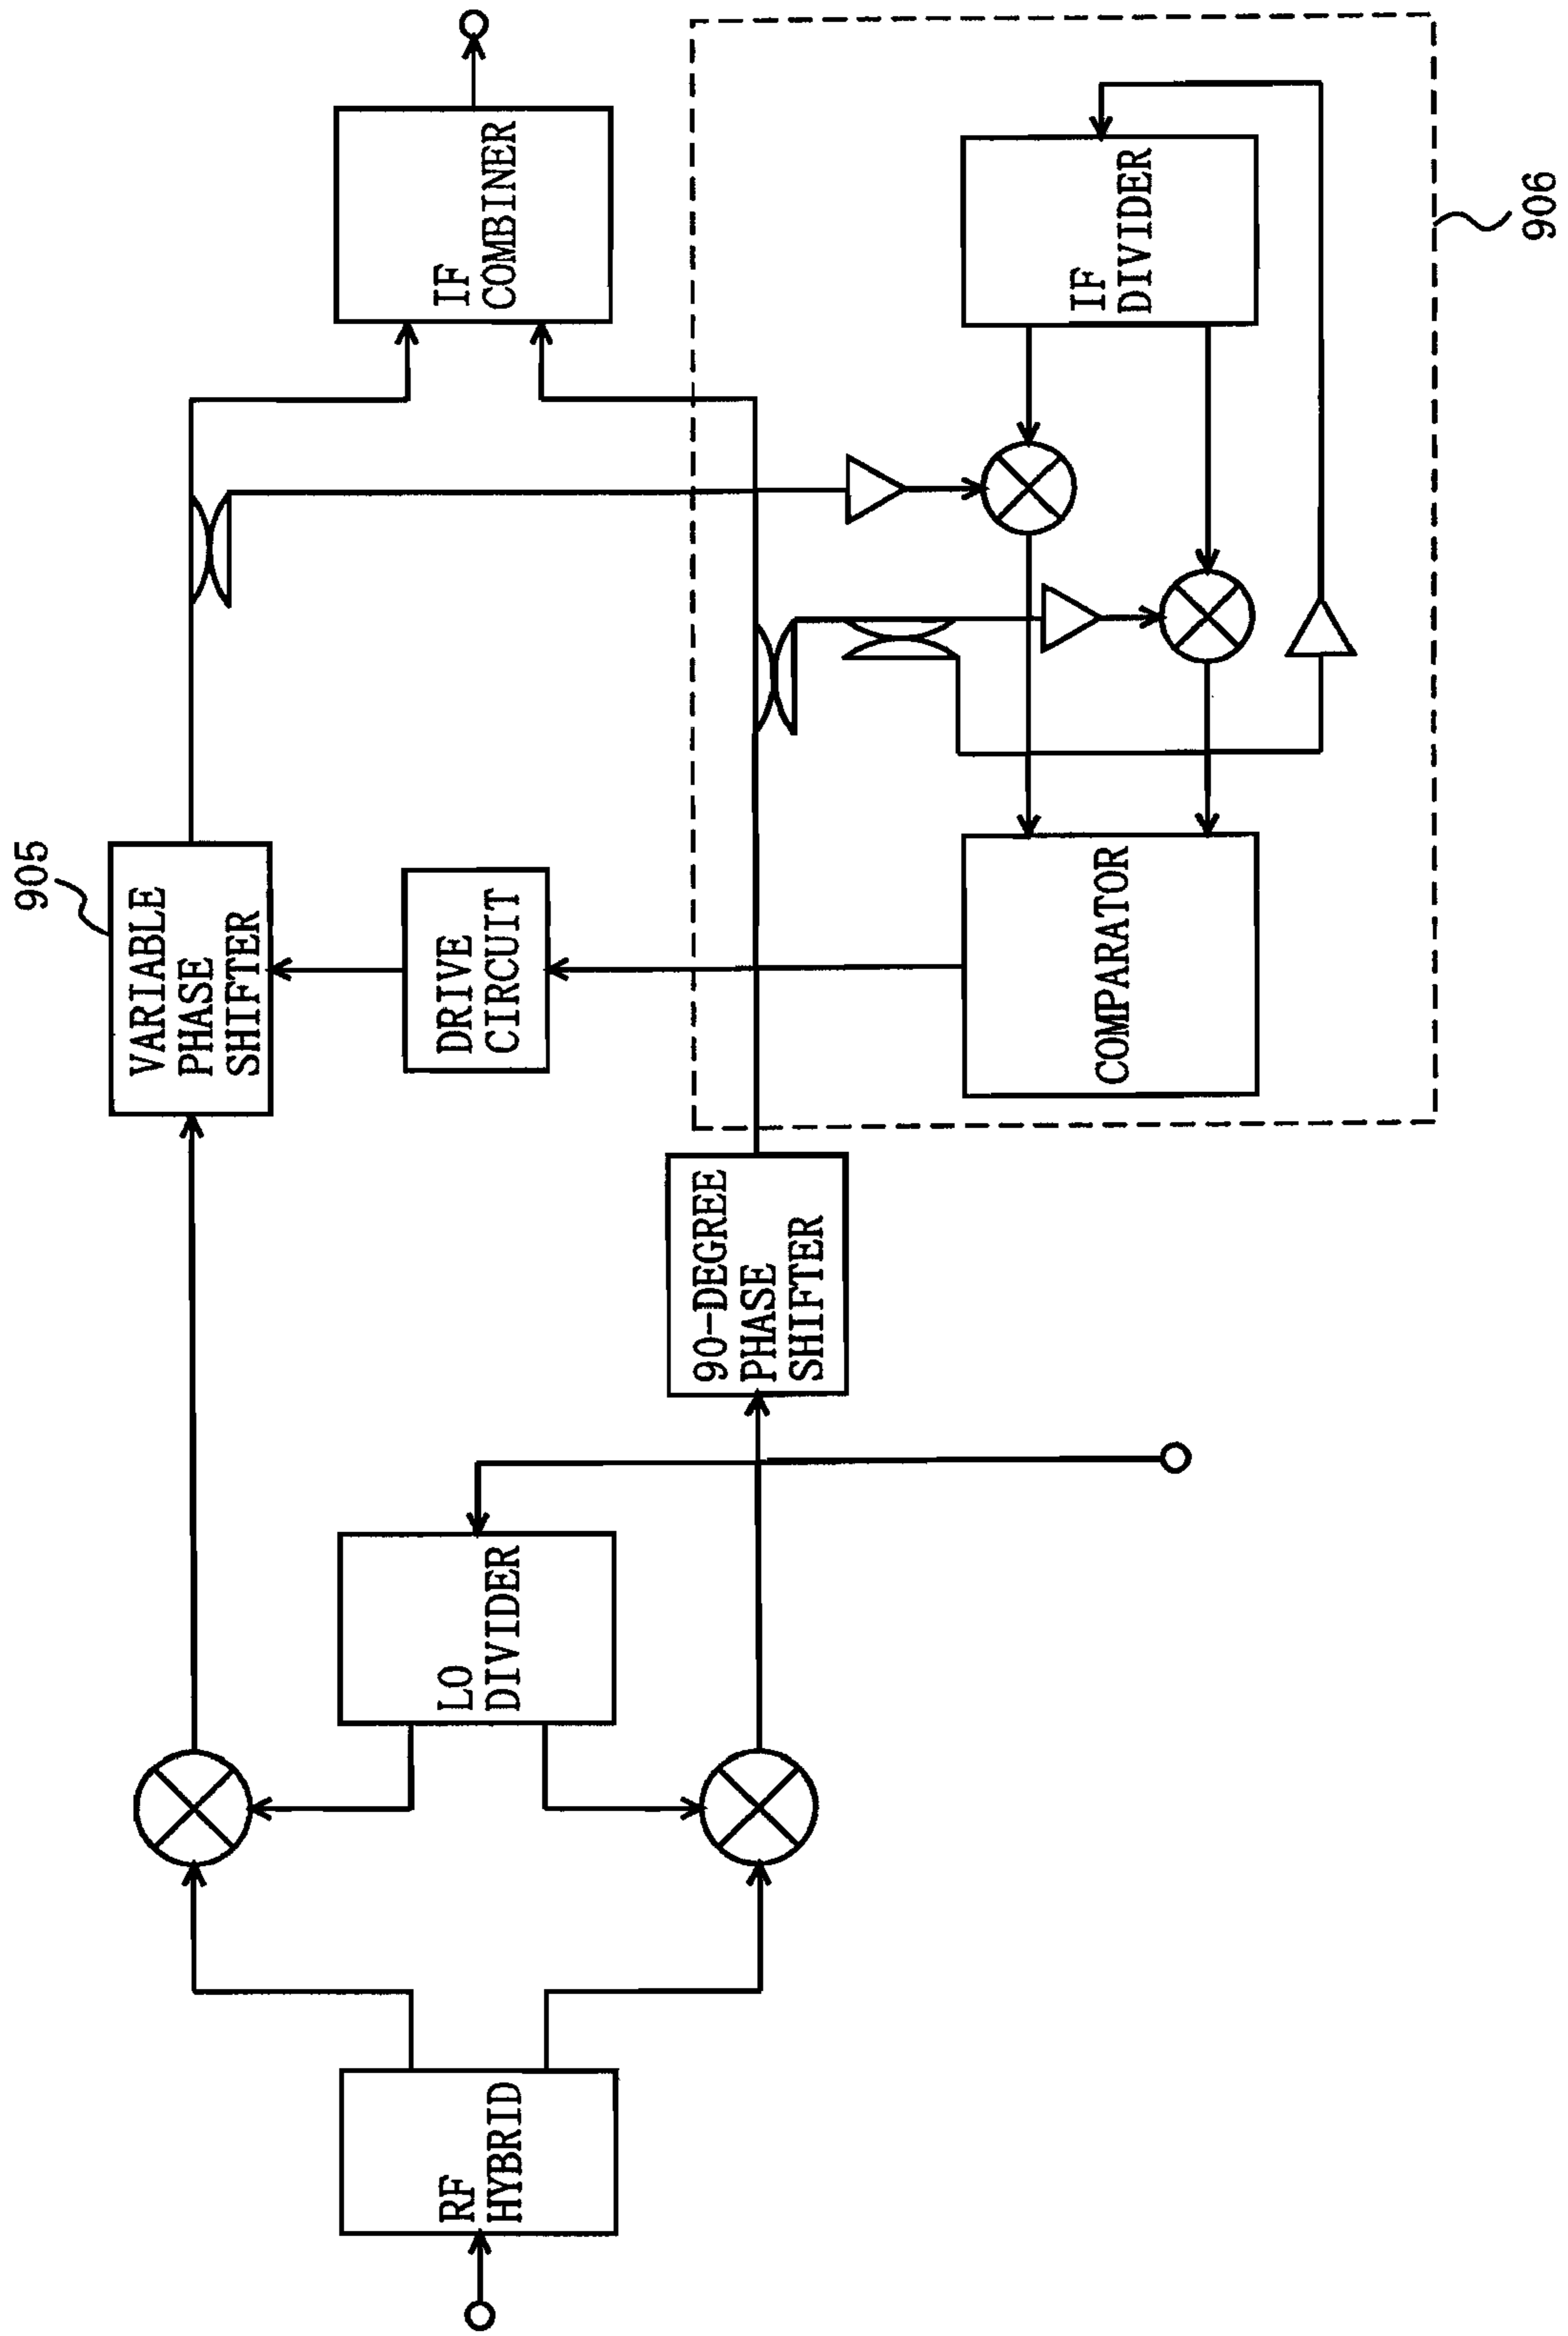 RF
HYBRID
LO
DIVIDER
905
VARIABLE
PHASE
SHIFTER
DRIVE
CIRCUIT
90-DEGREE
PHASE
SHIFTER
IF
COMBINER
COMPARATOR
IF
DIVIDER
906